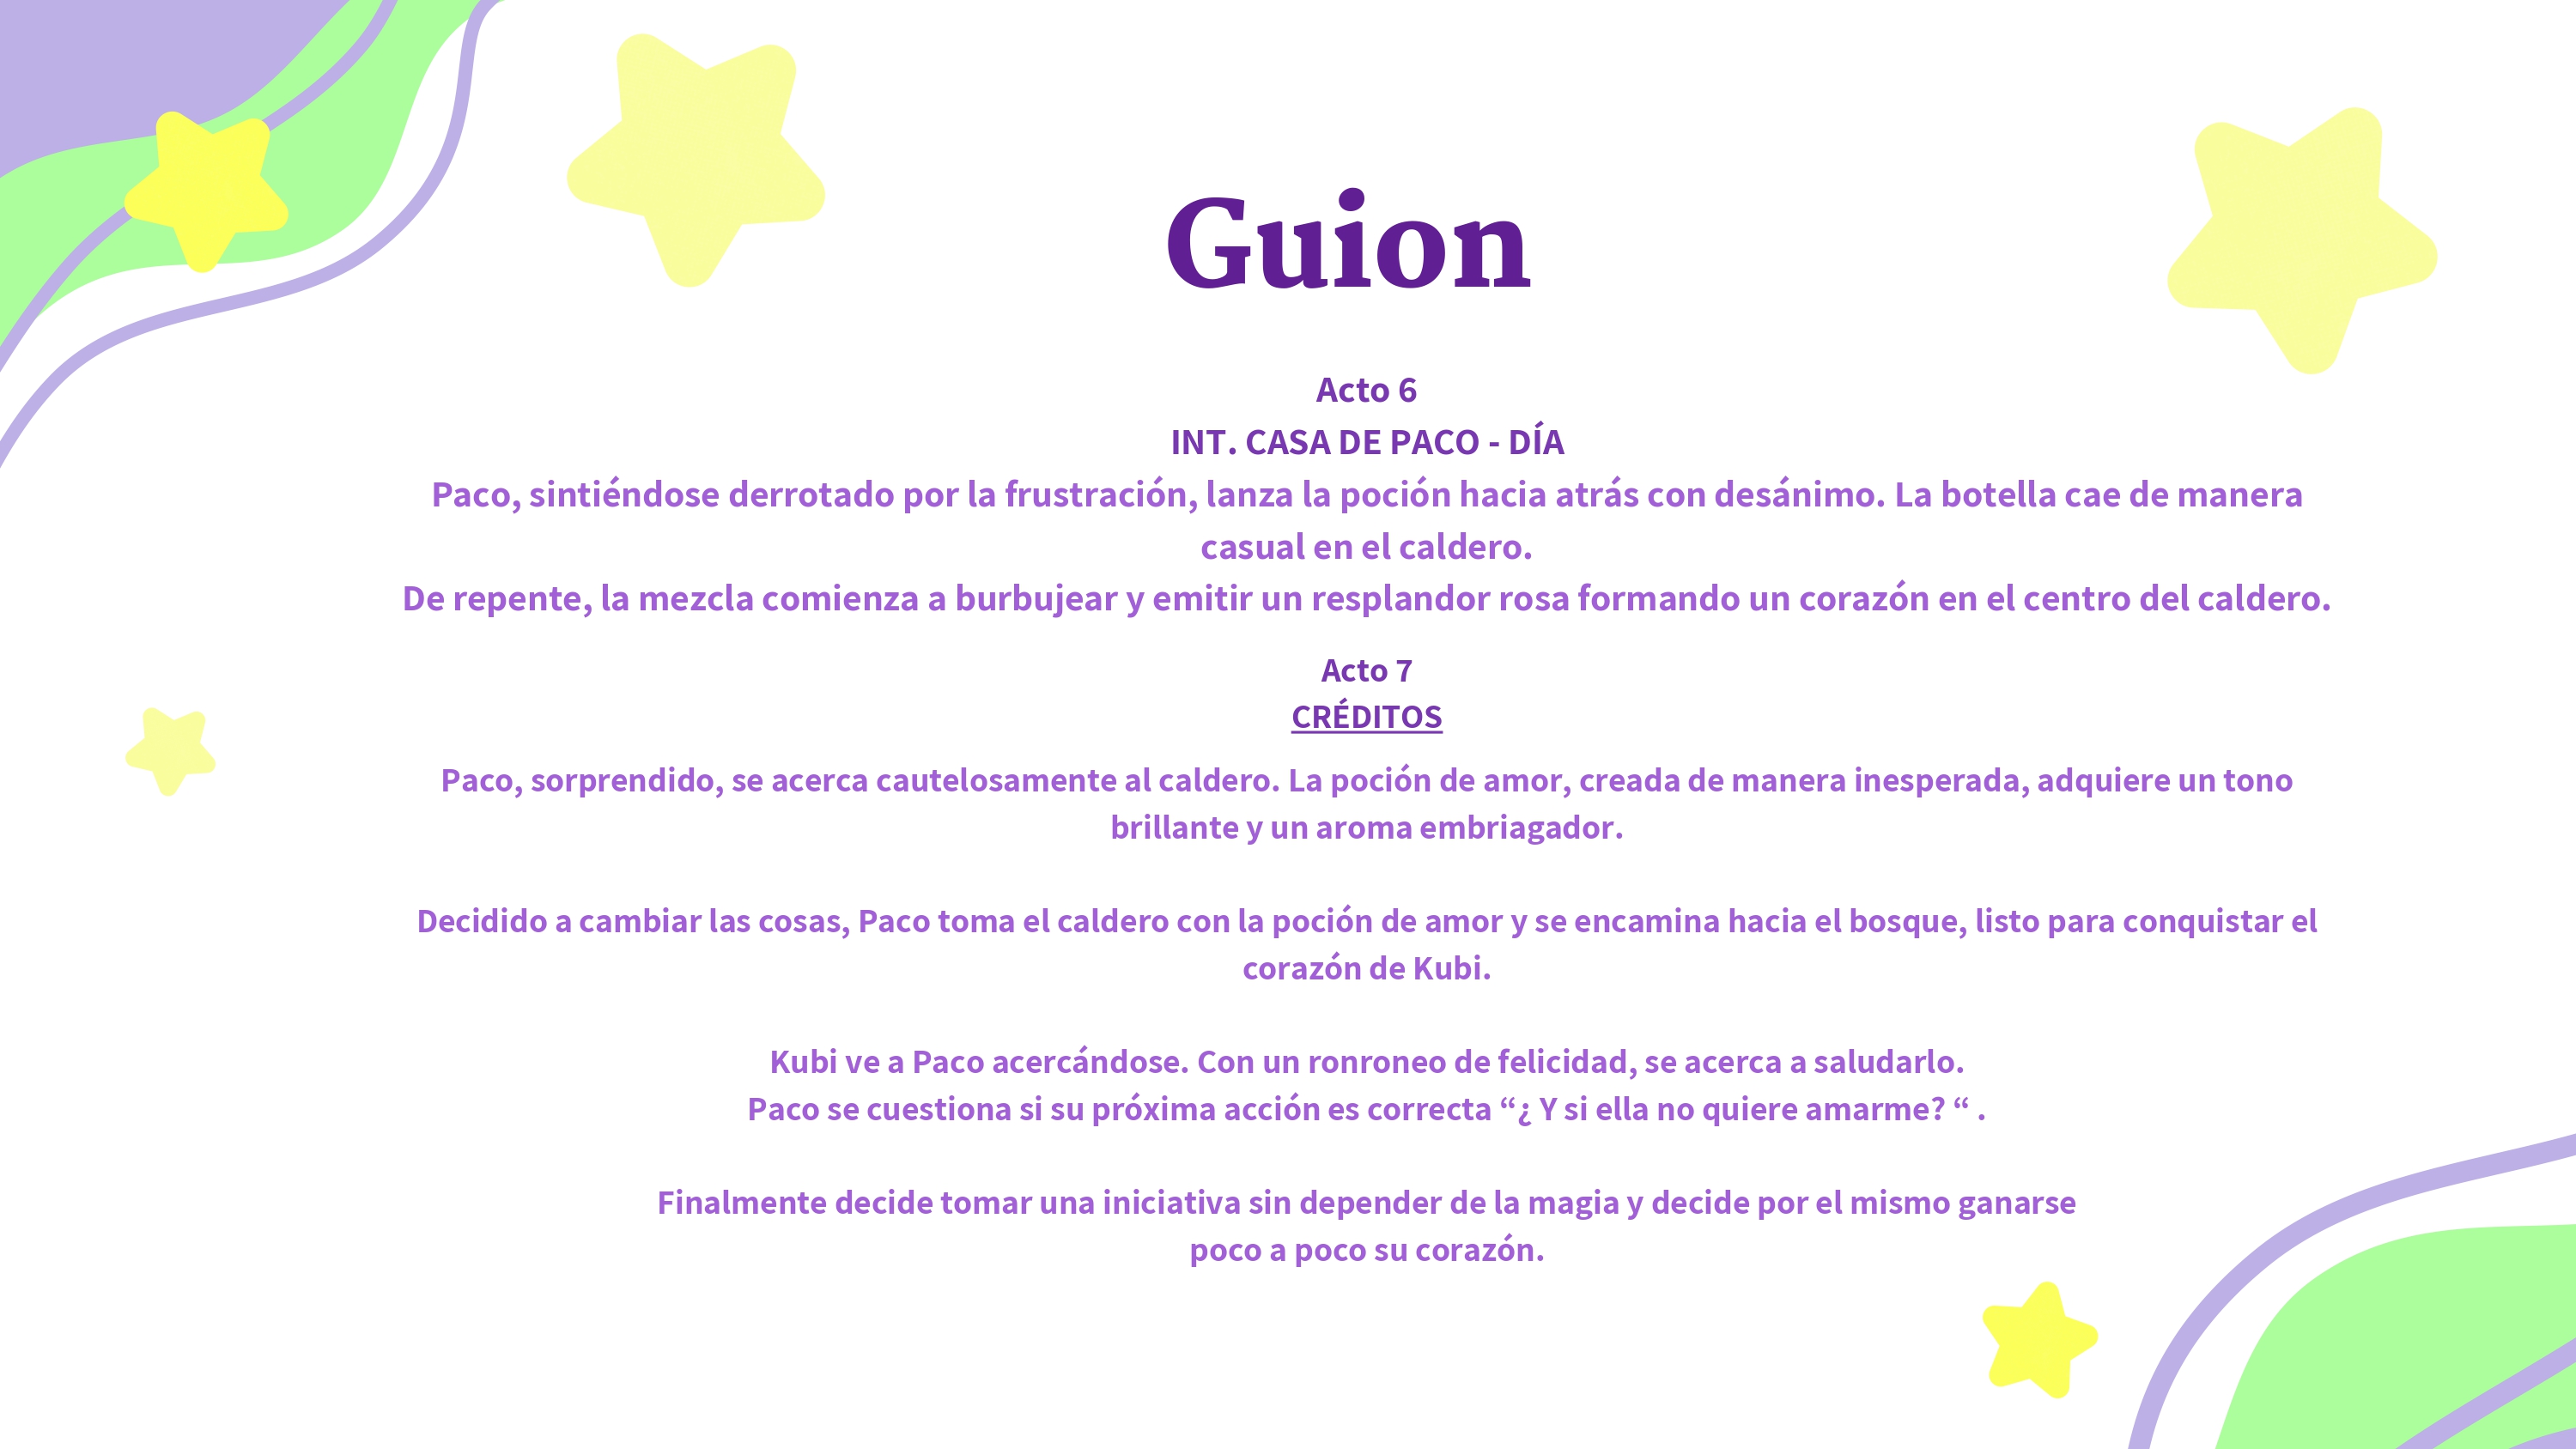 Guion
Acto 6
INT. CASA DE PACO - DÍA
Paco, sintiéndose derrotado por la frustración, lanza la poción hacia atrás con desánimo. La botella cae de manera
casual en el caldero.
De repente, la mezcla comienza a burbujear y emitir un resplandor rosa formando un corazón en el centro del caldero.
Acto 7
CRÉDITOS
Paco, sorprendido, se acerca cautelosamente al caldero. La poción de amor, creada de manera inesperada, adquiere un tono
brillante y un aroma embriagador.
Decidido a cambiar las cosas, Paco toma el caldero con la poción de amor y se encamina hacia el bosque, listo para conquistar el
corazón de Kubi.
Kubi ve a Paco acercándose. Con un ronroneo de felicidad, se acerca a saludarlo.
Paco se cuestiona si su próxima acción es correcta “¿ Y si ella no quiere amarme? “ .
Finalmente decide tomar una iniciativa sin depender de la magia y decide por el mismo ganarse
poco a poco su corazón.